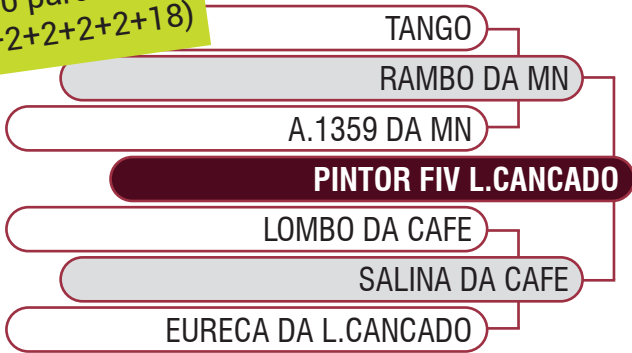 2+2+2+2+18)
TANGO
RAMBO DA MN
A.1359 DA MN
PINTOR FIV L.CANCADO
LOMBO DA CAFE
SALINA DA CAFE
EURECA DA L.CANCADO